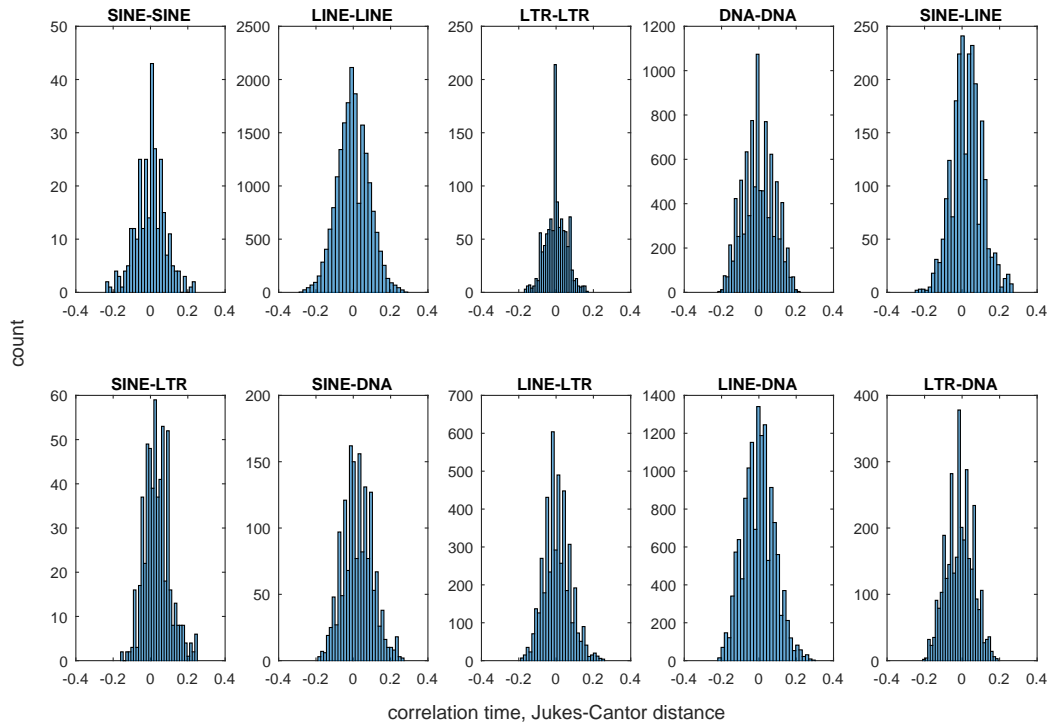 SINE-SINE LINE-LINE LTR-LTR DNA-DNA SINE-LINE
50 2500 250 1200 250
40 2000 200 1000 200
30 1500 150 800 150
20 1000 100 600 100
10 500 50 400 50
200
0 0 0 0 0
-0.4 -0.2 0 0.2 0.4 -0.4 -0.2 0 0.2 0.4 -0.4 -0.2 0 0.2 0.4 -0.4 -0.2 0 0.2 0.4 -0.4 -0.2 0 0.2 0.4
count
SINE-LTR SINE-DNA LINE-LTR LINE-DNA LTR-DNA
60 200 700 1400 400
50 150 600 1200 300
40 100 500 1000 200
30 50 400 800 100
20 300 600
10 200 400
100 200
0 0 0 0 0
-0.4 -0.2 0 0.2 0.4 -0.4 -0.2 0 0.2 0.4 -0.4 -0.2 0 0.2 0.4 -0.4 -0.2 0 0.2 0.4 -0.4 -0.2 0 0.2 0.4
correlation time, Jukes-Cantor distance